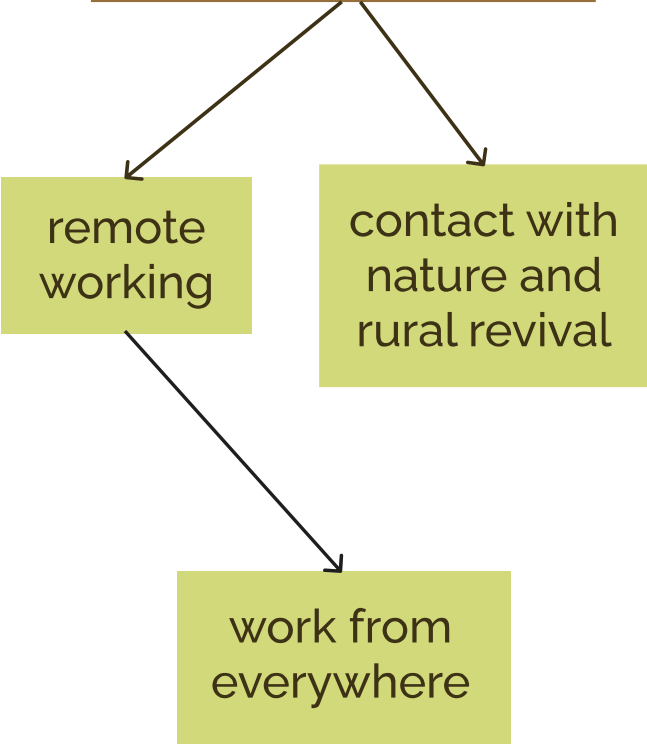 remote
working
contact with
nature and
rural revival
work from
everywhere